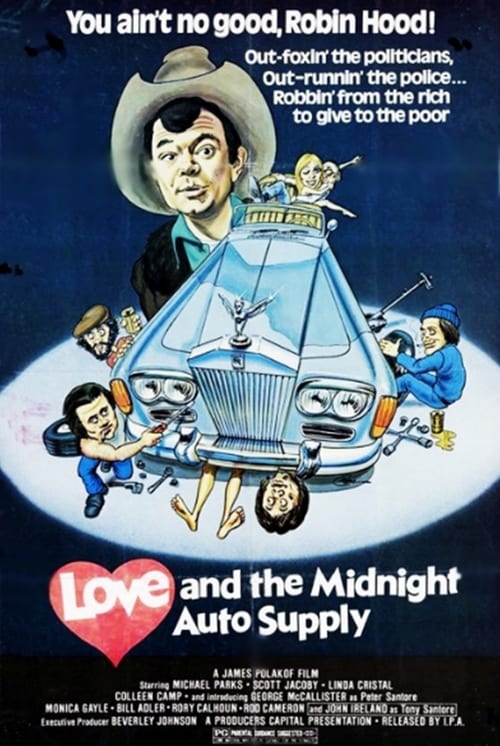 You ain't no good, Robin Hood!
Out-foxin' the politicians,
Out-runnin' the police...
Robbin' from the rich
to give to the poor
Love and the Midnight
Auto Supply
A JAMES POLAKOF FILM
Starring MICHAEL PARKS • SCOTT JACOBY • LINDA CRISTAL
COLLEEN CAMP • and introducing GEORGE McCALLISTER as Peter Santore
MONICA GAYLE • BILL ADLER • RORY CALHOUN • ROD CAMERON and JOHN IRELAND as Tony Santore
Executive Producer BEVERLEY JOHNSON A PRODUCERS CAPITAL PRESENTATION • RELEASED BY I.P.A.
PG PARENTAL GUIDANCE SUGGESTED